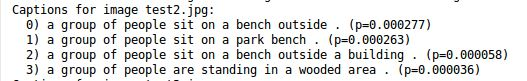 Captions for image test2.jpg:
0) a group of people sit on a bench outside . (p=0.000277)
1) a group of people sit on a park bench . (p=0.000263)
2) a group of people sit on a bench outside a building . (p=0.000058)
3) a group of people are standing in a wooded area . (p=0.000036)